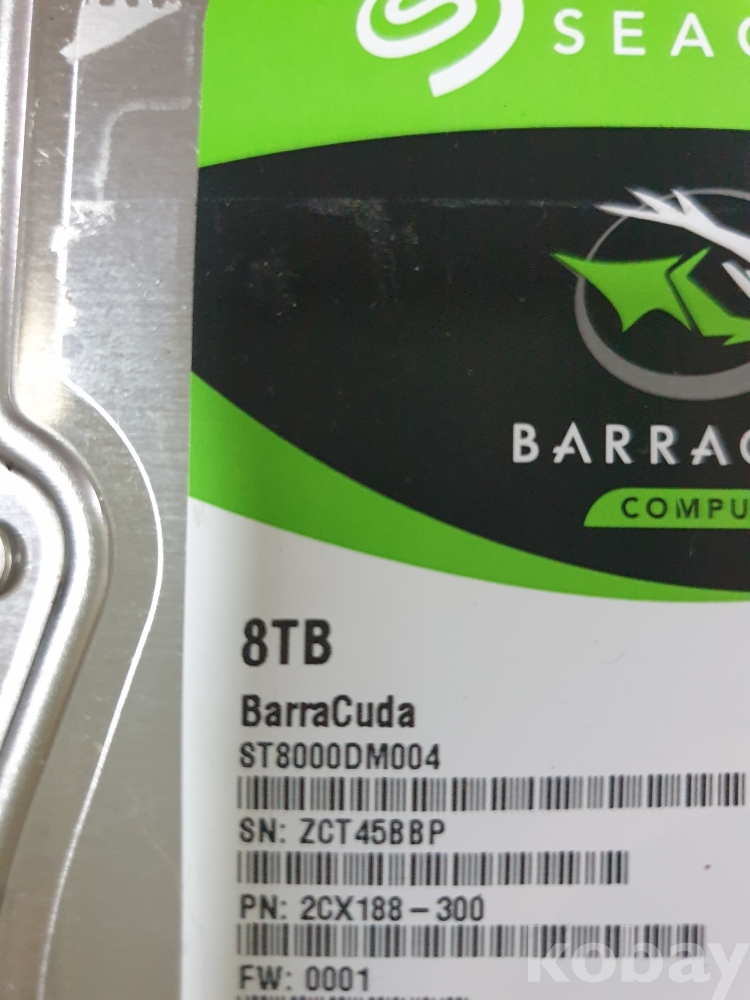 SEAG
BARRAC
COMPU
8TB
BarraCuda
ST8000DM004
SN: ZCT45BBP
PN: 2CX188-300
FW: 0001
kobay